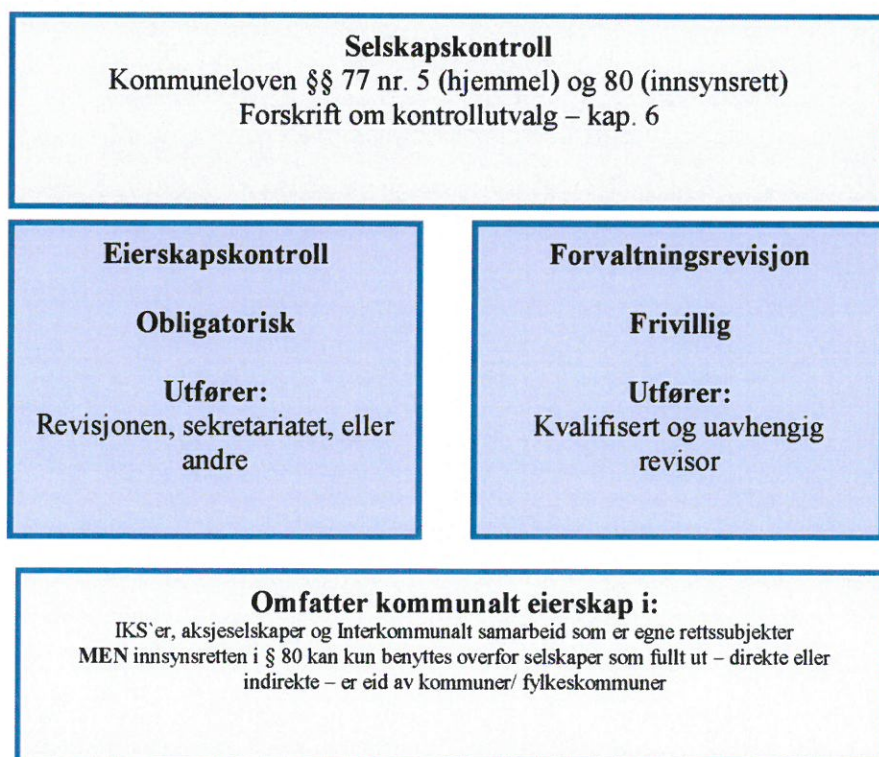 Selskapskontroll
Kommuneloven §§ 77 nr. 5 (hjemmel) og 80 (innsynsrett)
Forskrift om kontrollutvalg – kap. 6
Eierskapskontroll
Obligatorisk
Utfører:
Revisjonen, sekretariatet, eller
andre
Forvaltningsrevisjon
Frivillig
Utfører:
Kvalifisert og uavhengig
revisor
Omfatter kommunalt eierskap i:
IKS`er, aksjeselskaper og Interkommunalt samarbeid som er egne rettssubjekter
MEN innsynsretten i § 80 kan kun benyttes overfor selskaper som fullt ut – direkte eller
indirekte – er eid av kommuner/ fylkeskommuner